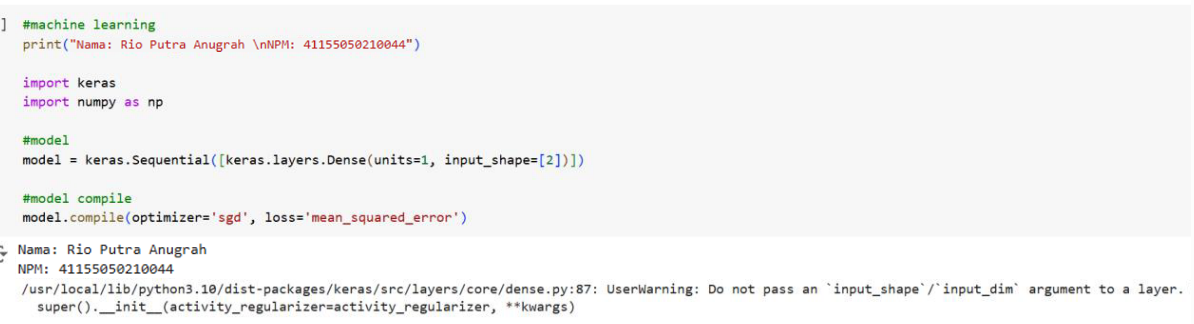 ] #machine learning
print("Nama: Rio Putra Anugrah \nNPM: 41155050210044")
import keras
import numpy as np
#model
model = keras.Sequential([keras.layers.Dense(units=1, input_shape=[2])])
#model compile
model.compile(optimizer='sgd', loss='mean_squared_error')
Nama: Rio Putra Anugrah
NPM: 41155050210044
/usr/local/lib/python3.10/dist-packages/keras/src/layers/core/dense.py:87: UserWarning: Do not pass an `input_shape`/`input_dim` argument to a layer.
super().__init__(activity_regularizer=activity_regularizer, **kwargs)